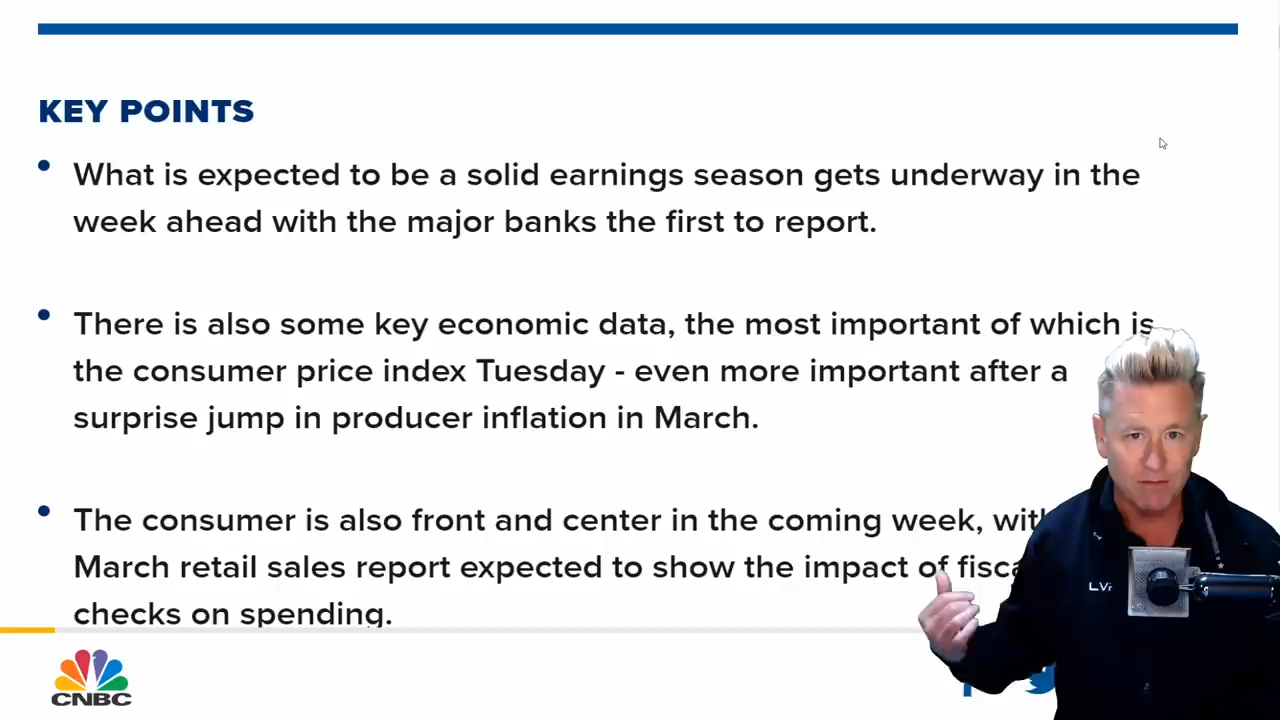 KEY POINTS
• What is expected to be a solid earnings season gets underway in the
week ahead with the major banks the first to report.
• There is also some key economic data, the most important of which is
the consumer price index Tuesday - even more important after a
surprise jump in producer inflation in March.
• The consumer is also front and center in the coming week, with
March retail sales report expected to show the impact of
checks on spending.
CNBC